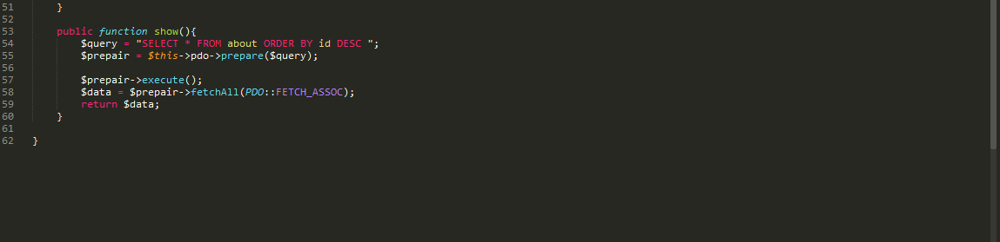 51 }
52
53 public function show(){
54 $query = "SELECT * FROM about ORDER BY id DESC ";
55 $prepair = $this->pdo->prepare($query);
56
57 $prepair->execute();
58 $data = $prepair->fetchAll(PDO::FETCH_ASSOC);
59 return $data;
60 }
61
62 }